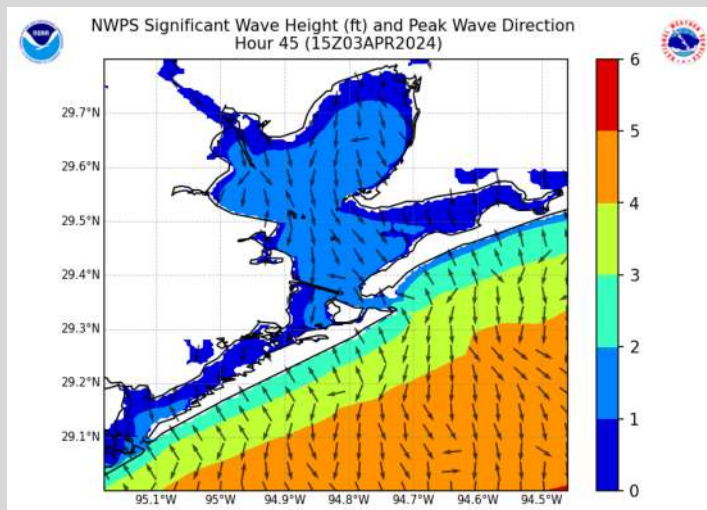 NWPS Significant Wave Height (ft) and Peak Wave Direction
Hour 45 (15Z03APR2024)
29.7°N
29.6°N
29.5°N
29.4°N
29.3°N
29.2°N
29.1°N
95.1°W 95°W 94.9°W 94.8°W 94.7°W 94.6°W 94.5°W
6
5
4
3
2
1
0